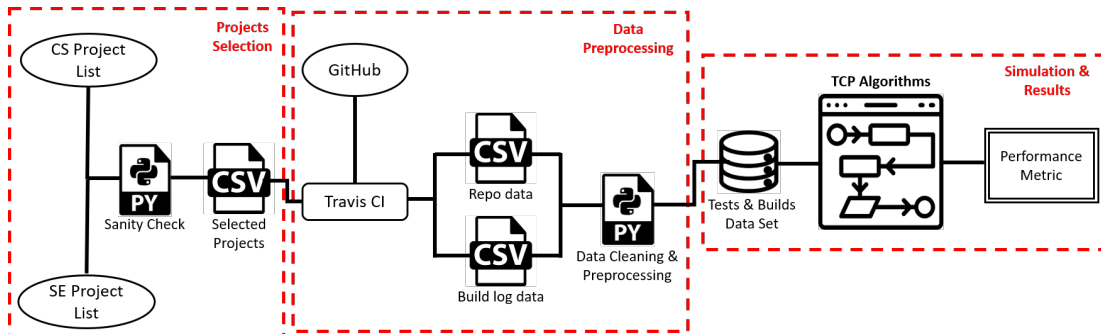 Projects
Selection
CS Project
List
PY
Sanity Check
CSV
Selected
Projects
SE Project
List
Data
Preprocessing
GitHub
Travis CI
CSV
Repo data
CSV
Build log data
PY
Data Cleaning &
Preprocessing
Simulation &
Results
Tests & Builds
Data Set
TCP Algorithms
Performance
Metric